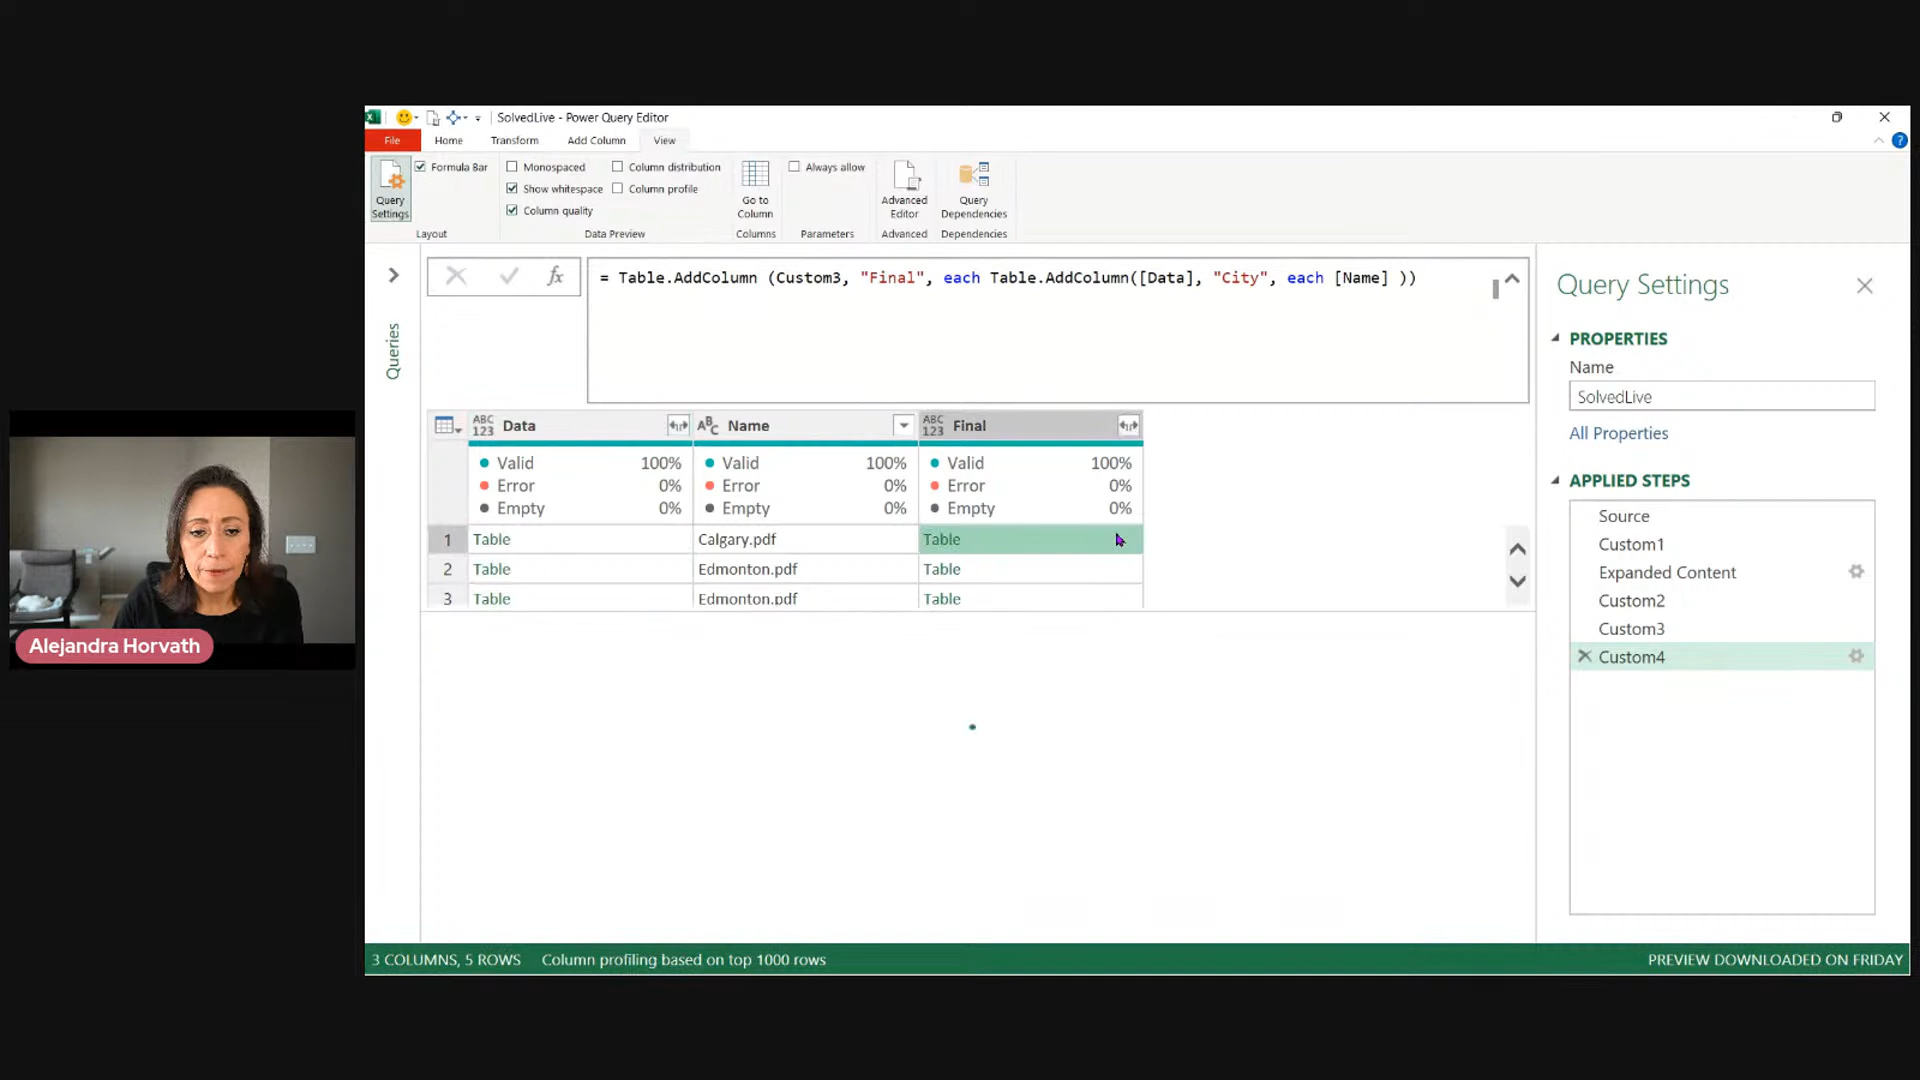 SolvedLive - Power Query Editor
File Home Transform Add Column View
Query Settings
Formula Bar
Layout
Monospaced Column distribution
Show whitespace Column profile
Column quality
Data Preview
Go to Column
Columns
Always allow
Parameters
Advanced Editor
Advanced
Query Dependencies
Dependencies
Queries
fx
= Table.AddColumn (Custom3, "Final", each Table.AddColumn([Data], "City", each [Name] ))
ABC 123 Data ABC Name ABC 123 Final
Valid 100% Valid 100% Valid 100%
Error 0% Error 0% Error 0%
Empty 0% Empty 0% Empty 0%
1 Table Calgary.pdf Table
2 Table Edmonton.pdf Table
3 Table Edmonton.pdf Table
Query Settings
PROPERTIES
Name
SolvedLive
All Properties
APPLIED STEPS
Source
Custom1
Expanded Content
Custom2
Custom3
Custom4
Alejandra Horvath
3 COLUMNS, 5 ROWS Column profiling based on top 1000 rows
PREVIEW DOWNLOADED ON FRIDAY